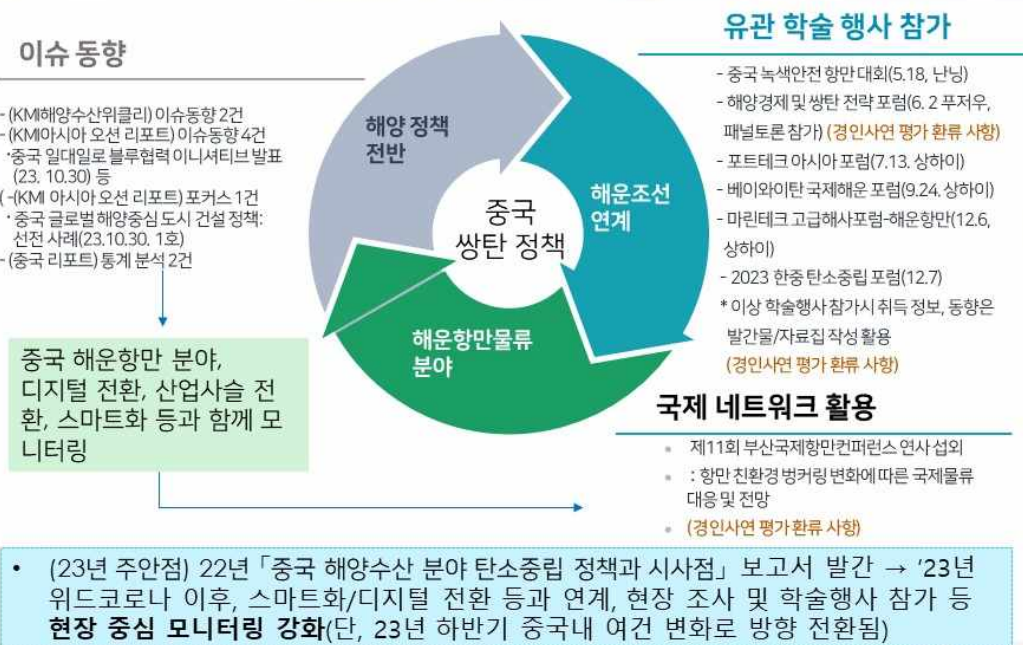 이슈 동향
- (KMI해양수산위클리) 이슈동향 2건
- (KMI아시아 오션 리포트) 이슈동향 4건
·중국 일대일로 블루협력 이니셔티브 발표
(23. 10.30) 등
( -(KMI 아시아 오션 리포트) 포커스 1건
· 중국 글로벌 해양중심 도시 건설 정책:
선전 사례(23.10.30. 1호)
- (중국 리포트) 통계 분석 2건
중국 해운항만 분야,
디지털 전환, 산업사슬 전
환, 스마트화 등과 함께 모
니터링
해양 정책
전반
해운조선
연계
중국
쌍탄 정책
해운항만물류
분야
유관 학술 행사 참가
- 중국 녹색안전 항만 대회(5.18, 난닝)
- 해양경제 및 쌍탄 전략 포럼(6. 2 푸저우,
패널토론 참가) (경인사연 평가 환류 사항)
- 포트테크 아시아 포럼(7.13. 상하이)
- 베이와이탄 국제해운 포럼(9.24. 상하이)
- 마린테크 고급해사포럼-해운항만(12.6,
상하이)
- 2023 한중 탄소중립 포럼(12.7)
* 이상 학술행사 참가시 취득 정보, 동향은
발간물/자료집 작성 활용
(경인사연 평가 환류 사항)
국제 네트워크 활용
• 제11회 부산국제항만컨퍼런스 연사 섭외
• : 항만 친환경 벙커링 변화에 따른 국제물류
대응 및 전망
• (경인사연 평가 환류 사항)
• (23년 주안점) 22년「중국 해양수산 분야 탄소중립 정책과 시사점」보고서 발간 → '23년
위드코로나 이후, 스마트화/디지털 전환 등과 연계, 현장 조사 및 학술행사 참가 등
현장 중심 모니터링 강화(단, 23년 하반기 중국내 여건 변화로 방향 전환됨)